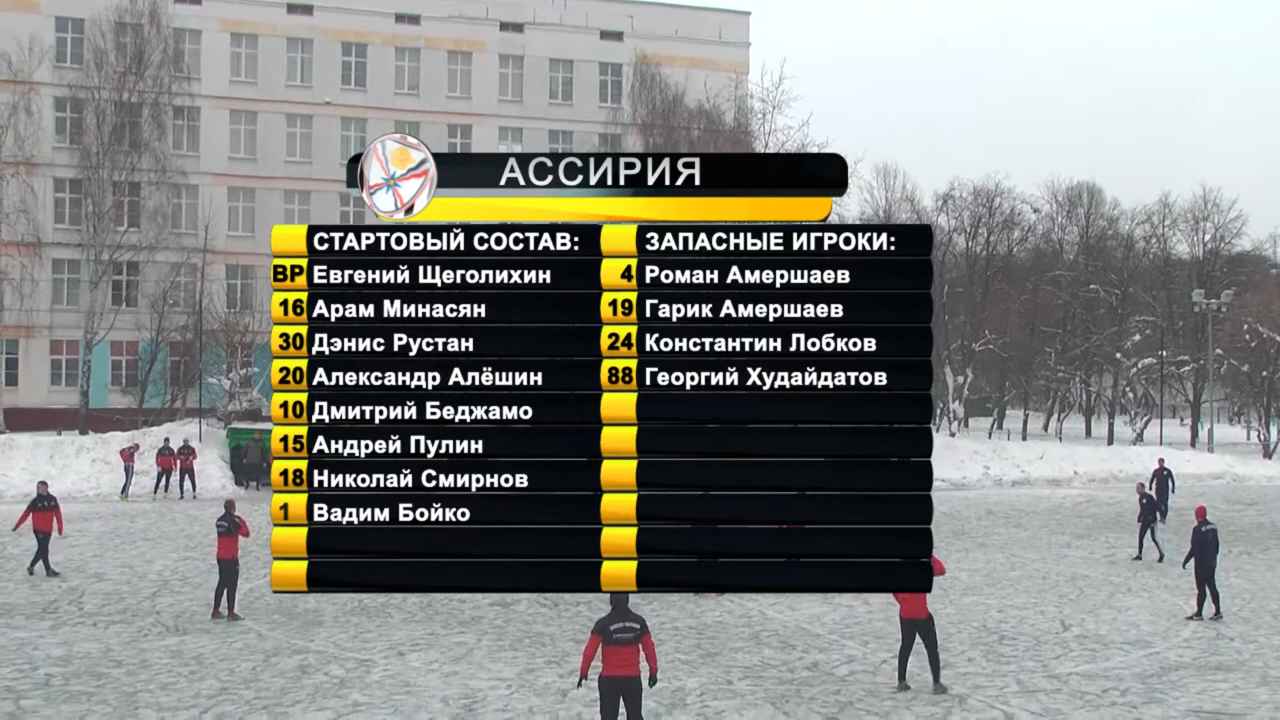 АССИРИЯ
СТАРТОВЫЙ СОСТАВ:
ВР Евгений Щеголихин
16 Арам Минасян
30 Дэнис Рустан
20 Александр Алёшин
10 Дмитрий Беджамо
15 Андрей Пулин
18 Николай Смирнов
1 Вадим Бойко
ЗАПАСНЫЕ ИГРОКИ:
4 Роман Амершаев
19 Гарик Амершаев
24 Константин Лобков
88 Георгий Худайдатов